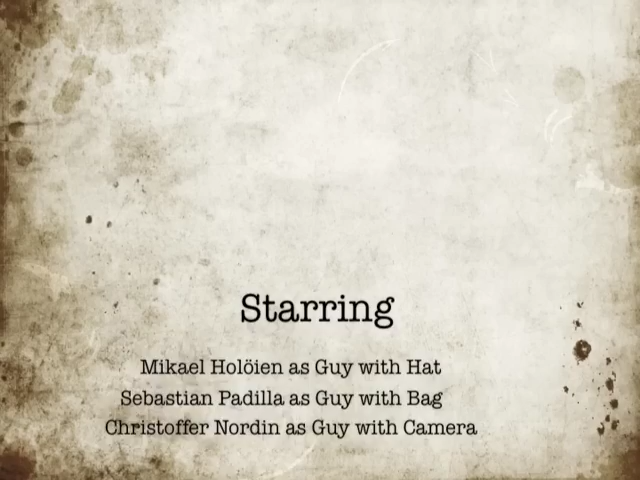 Starring
Mikael Holöien as Guy with Hat
Sebastian Padilla as Guy with Bag
Christoffer Nordin as Guy with Camera